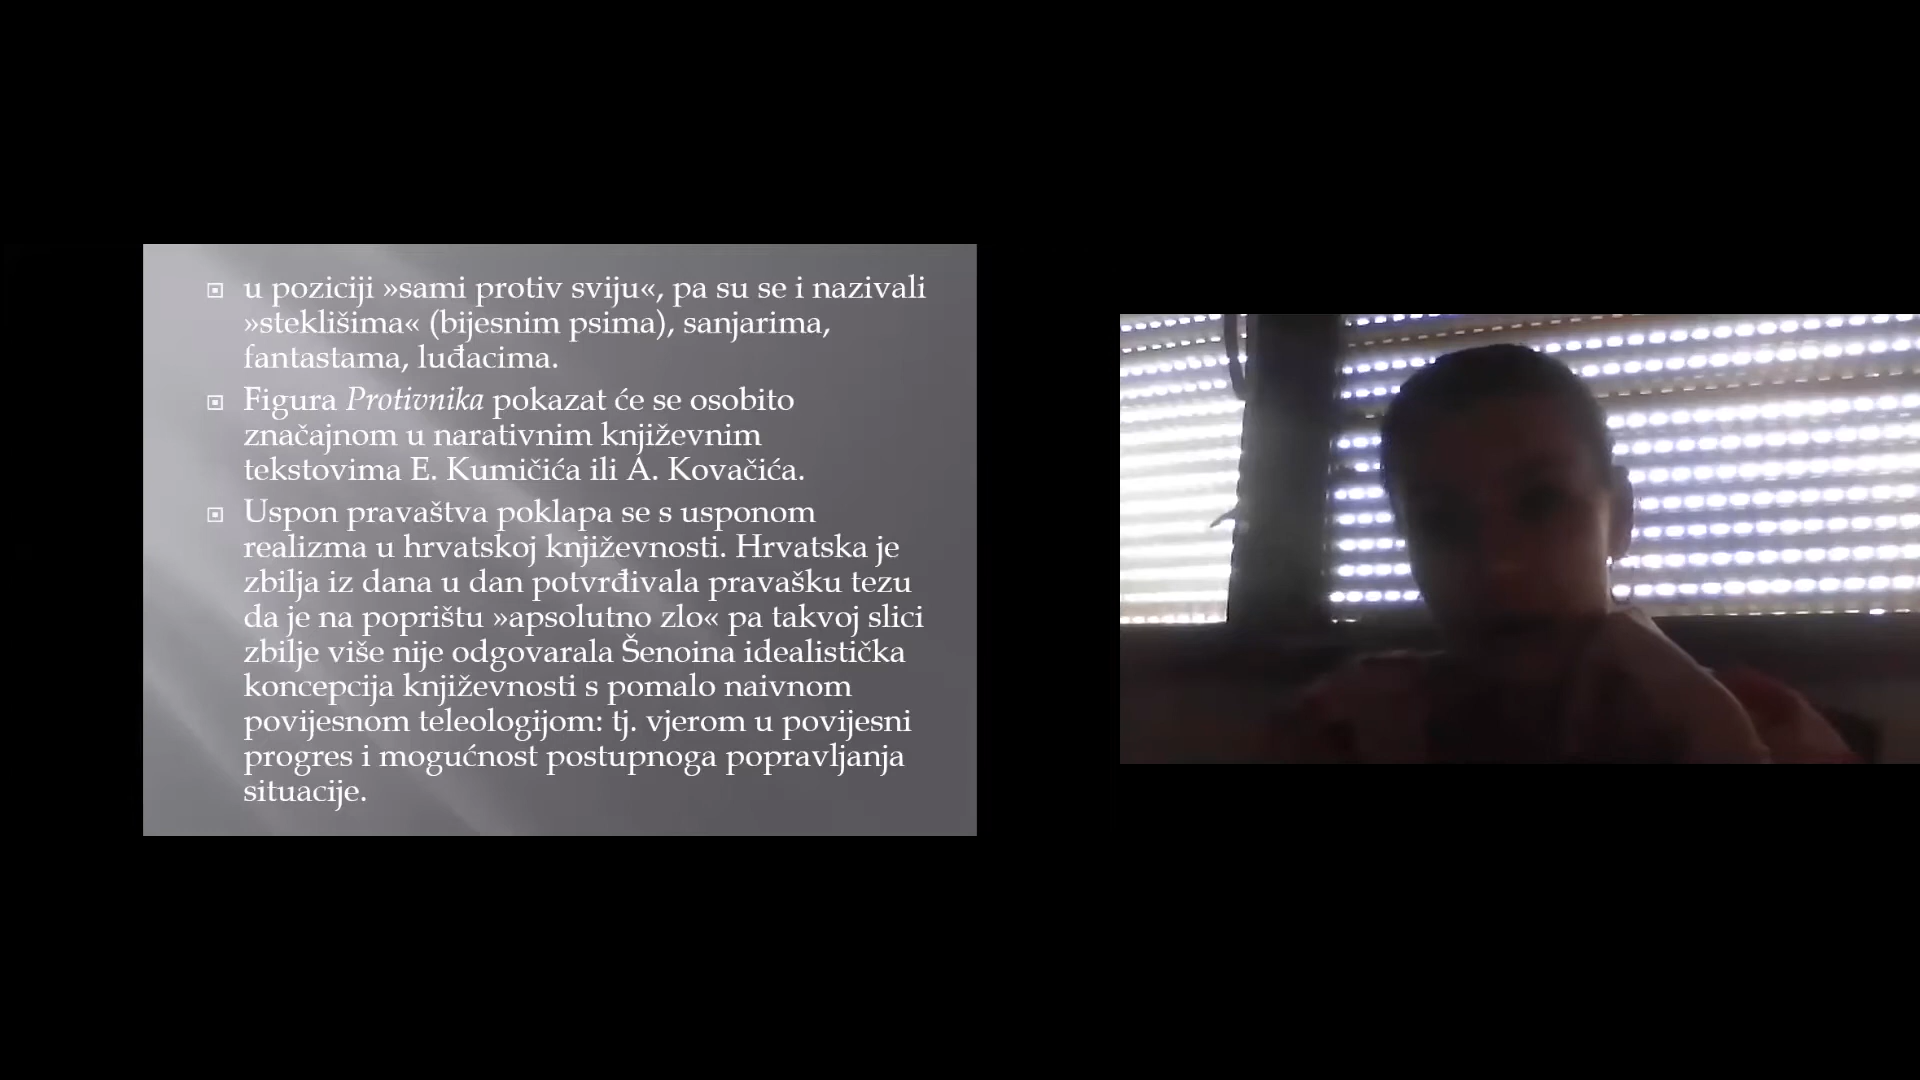 u poziciji »sami protiv sviju«, pa su se i nazivali
»steklišima« (bijesnim psima), sanjarima,
fantastama, luđacima.
Figura Protivnika pokazat će se osobito
značajnom u narativnim književnim
tekstovima E. Kumičića ili A. Kovačića.
Uspon pravaštva poklapa se s usponom
realizma u hrvatskoj književnosti. Hrvatska je
zbilja iz dana u dan potvrđivala pravašku tezu
da je na poprištu »apsolutno zlo« pa takvoj slici
zbilje više nije odgovarala Šenoina idealistička
koncepcija književnosti s pomalo naivnom
povijesnom teleologijom: tj. vjerom u povijesni
progres i mogućnost postupnoga popravljanja
situacije.